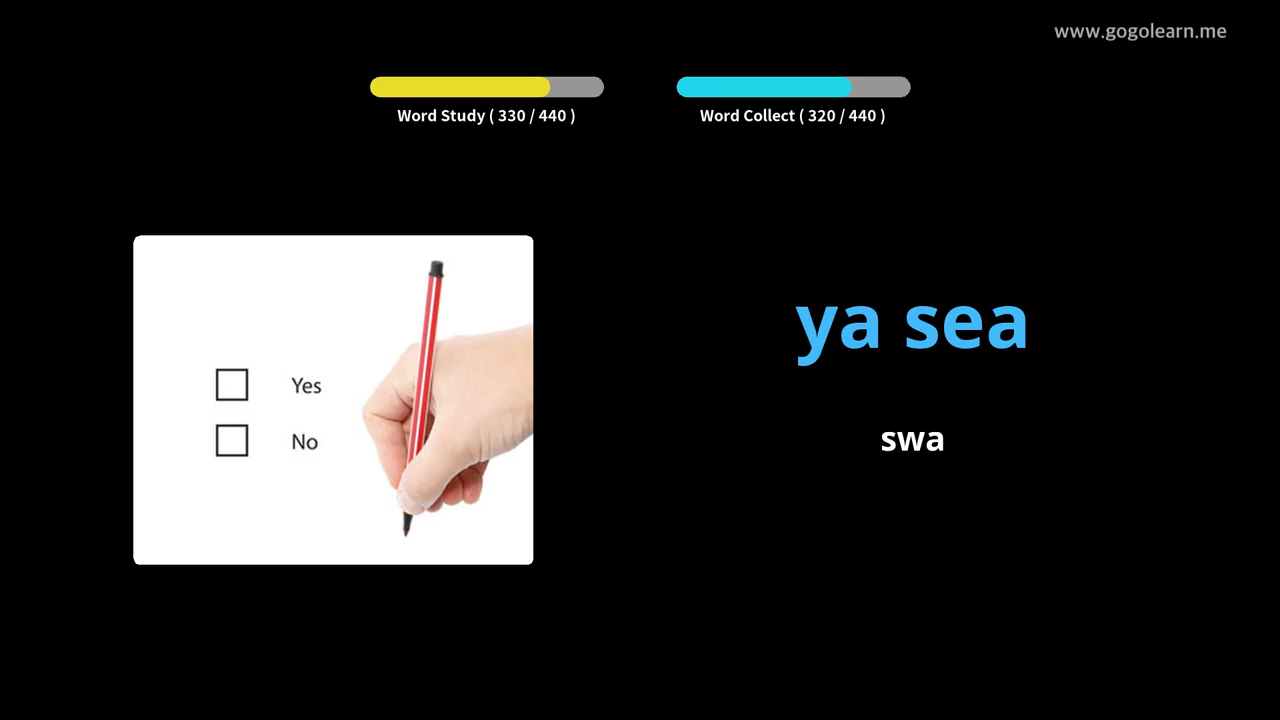 www.gogolearn.me
Word Study ( 330 / 440 )
Word Collect ( 320 / 440 )
Yes
No
ya sea
swa